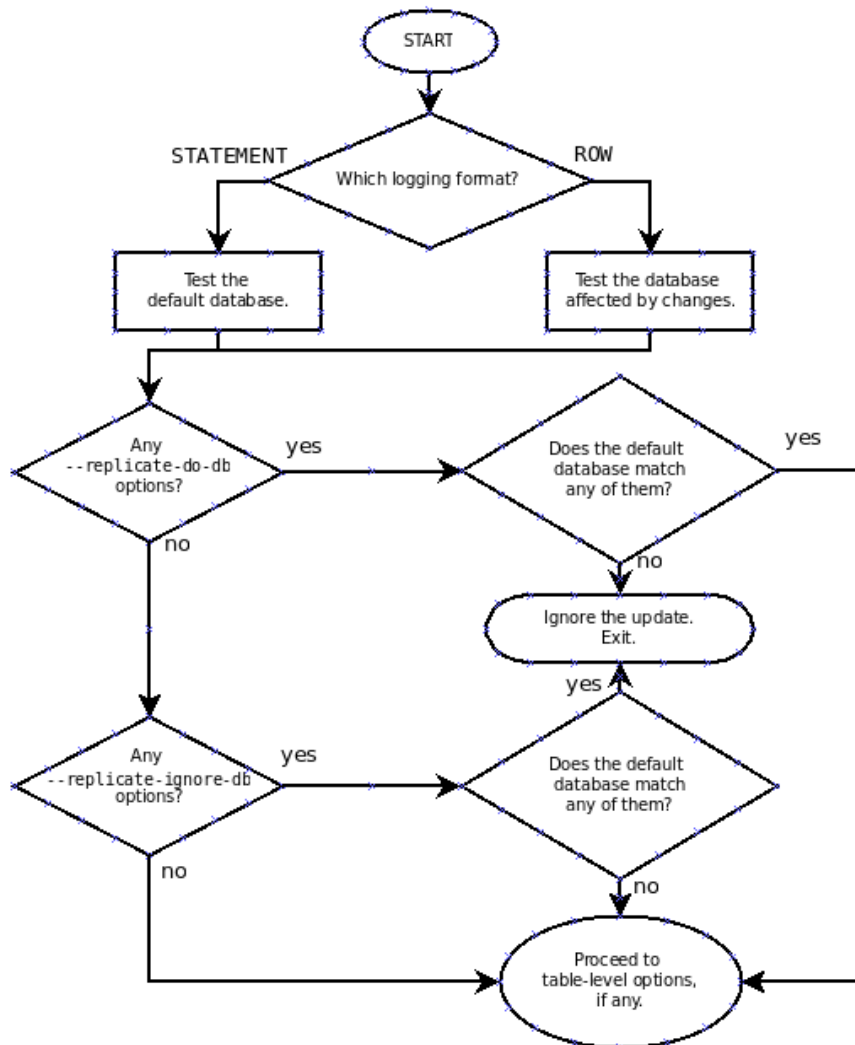 START
STATEMENT
ROW
Which logging format?
Test the
default database.
Test the database
affected by changes.
Any
--replicate-do-db
options?
yes
Does the default
database match
any of them?
yes
no
no
Ignore the update.
Exit.
yes
Any
--replicate-ignore-db
options?
yes
Does the default
database match
any of them?
no
no
Proceed to
table-level options,
if any.